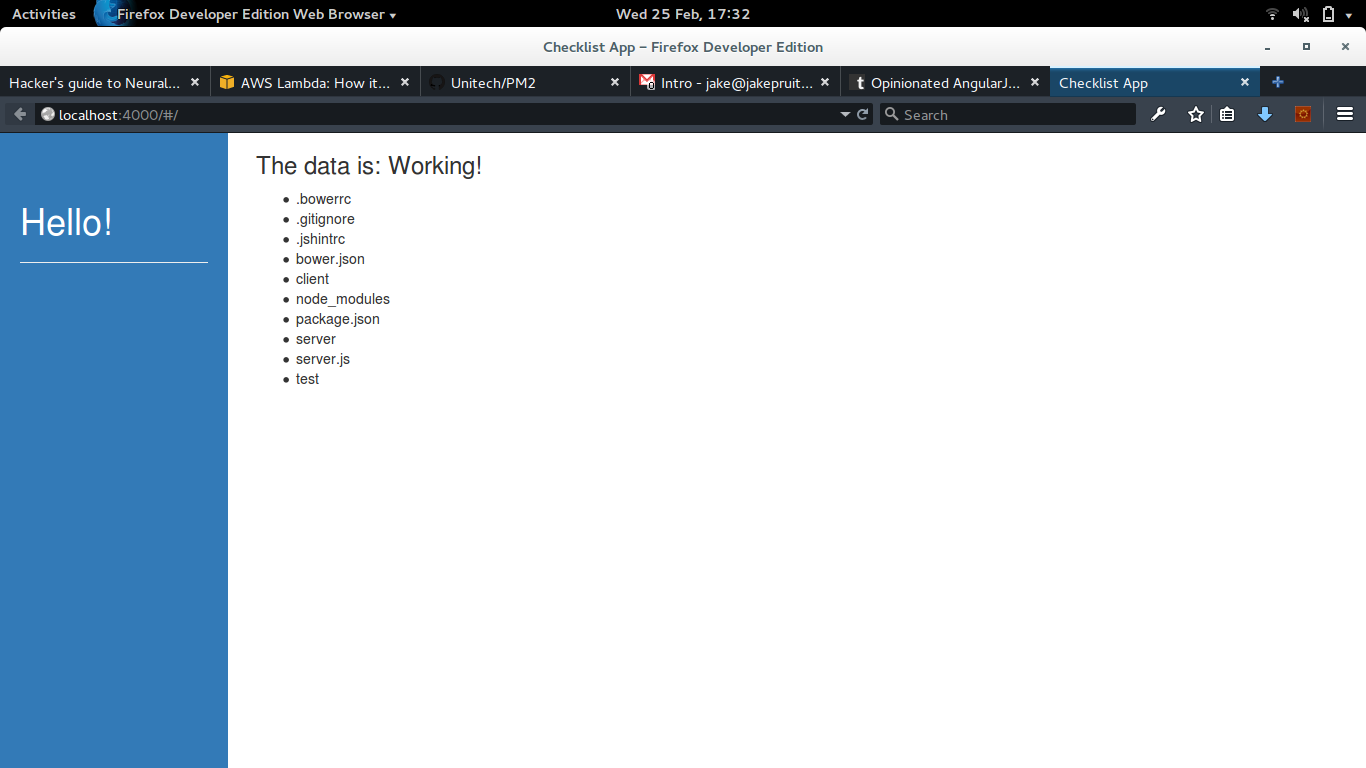 Activities Firefox Developer Edition Web Browser Wed 25 Feb, 17:32
Checklist App – Firefox Developer Edition
Hacker's guide to Neural... AWS Lambda: How it... Unitech/PM2 Intro - jake@jakepruit... Opinionated AngularJ... Checklist App
localhost:4000/#/ Search
Hello!
The data is: Working!
.bowerrc
.gitignore
.jshintrc
bower.json
client
node_modules
package.json
server
server.js
test